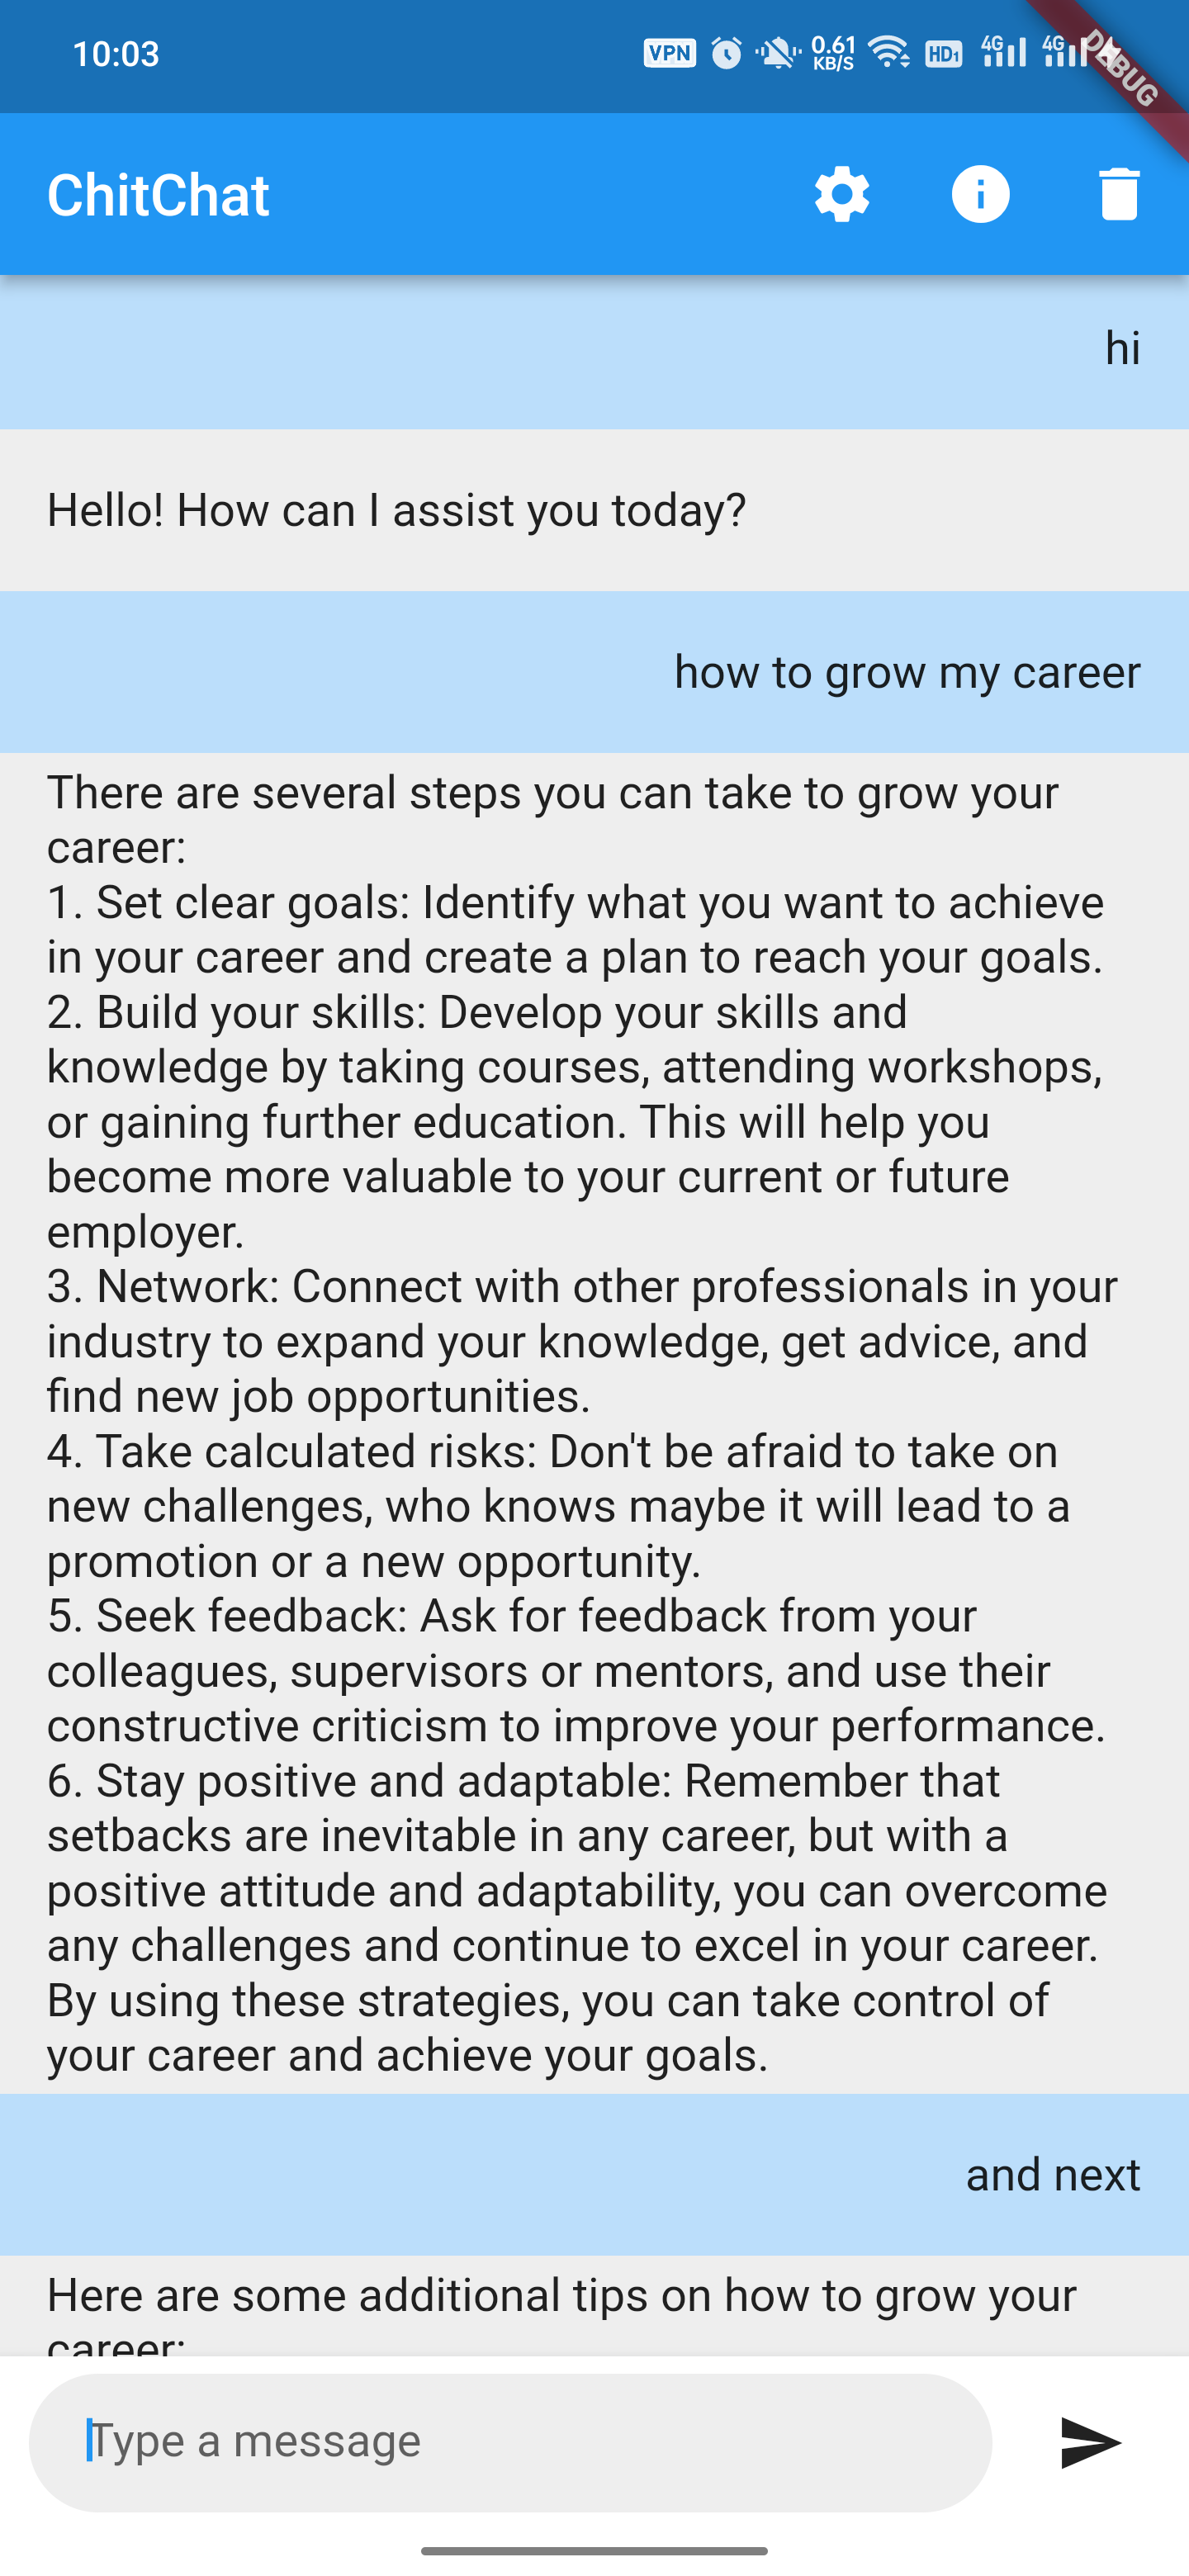 10:03
VPN
0.61
KB/S
HD1
4G
4G
DEBUG
ChitChat
hi
Hello! How can I assist you today?
how to grow my career
There are several steps you can take to grow your
career:
1. Set clear goals: Identify what you want to achieve
in your career and create a plan to reach your goals.
2. Build your skills: Develop your skills and
knowledge by taking courses, attending workshops,
or gaining further education. This will help you
become more valuable to your current or future
employer.
3. Network: Connect with other professionals in your
industry to expand your knowledge, get advice, and
find new job opportunities.
4. Take calculated risks: Don't be afraid to take on
new challenges, who knows maybe it will lead to a
promotion or a new opportunity.
5. Seek feedback: Ask for feedback from your
colleagues, supervisors or mentors, and use their
constructive criticism to improve your performance.
6. Stay positive and adaptable: Remember that
setbacks are inevitable in any career, but with a
positive attitude and adaptability, you can overcome
any challenges and continue to excel in your career.
By using these strategies, you can take control of
your career and achieve your goals.
and next
Here are some additional tips on how to grow your
career:
Type a message